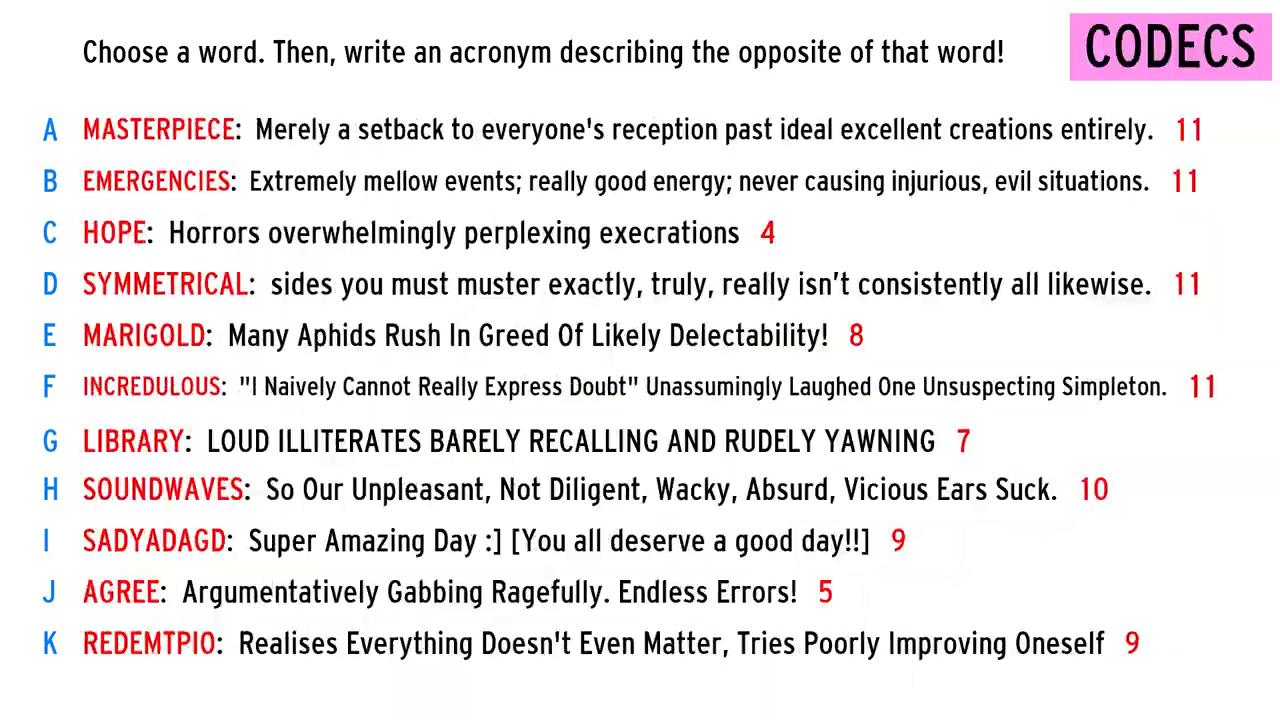 Choose a word. Then, write an acronym describing the opposite of that word!
CODECS
A MASTERPIECE: Merely a setback to everyone's reception past ideal excellent creations entirely. 11
B EMERGENCIES: Extremely mellow events; really good energy; never causing injurious, evil situations. 11
C HOPE: Horrors overwhelmingly perplexing execrations 4
D SYMMETRICAL: sides you must muster exactly, truly, really isn’t consistently all likewise. 11
E MARIGOLD: Many Aphids Rush In Greed Of Likely Delectability! 8
F INCREDULOUS: "I Naively Cannot Really Express Doubt" Unassumingly Laughed One Unsuspecting Simpleton. 11
G LIBRARY: LOUD ILLITERATES BARELY RECALLING AND RUDELY YAWNING 7
H SOUNDWAVES: So Our Unpleasant, Not Diligent, Wacky, Absurd, Vicious Ears Suck. 10
I SADYADAGD: Super Amazing Day :] [You all deserve a good day!!] 9
J AGREE: Argumentatively Gabbing Ragefully. Endless Errors! 5
K REDEMTPIO: Realises Everything Doesn't Even Matter, Tries Poorly Improving Oneself 9